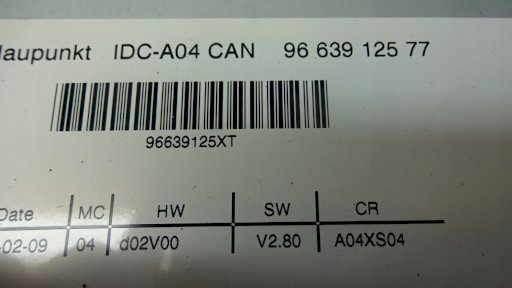 laupunkt IDC-A04 CAN 96 639 125 77
96639125XT
Date MC HW SW CR
-02-09 04 d02V00 V2.80 A04XS04